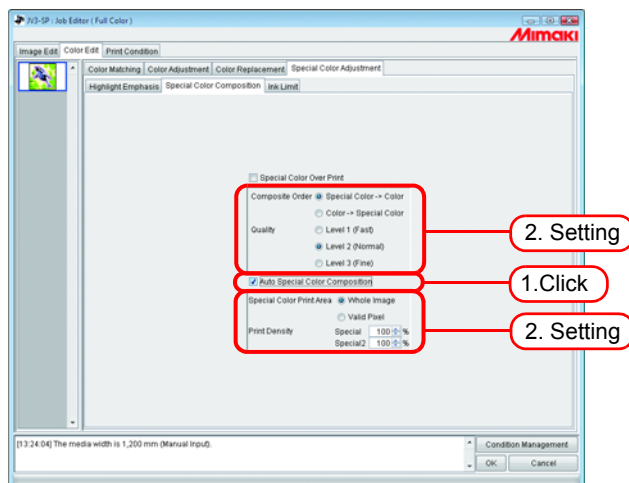 JV3-SP : Job Editor ( Full Color )
Mimaki
Image Edit Color Edit Print Condition
Color Matching Color Adjustment Color Replacement Special Color Adjustment
Highlight Emphasis Special Color Composition Ink Limit
Special Color Over Print
Composite Order Special Color -> Color
Color -> Special Color
Quality Level 1 (Fast)
Level 2 (Normal)
Level 3 (Fine)
2. Setting
Auto Special Color Composition
1.Click
Special Color Print Area Whole Image
Valid Pixel
Print Density Special 100 %
Special2 100 %
2. Setting
[13:24:04] The media width is 1,200 mm (Manual Input).
Condition Management
OK Cancel